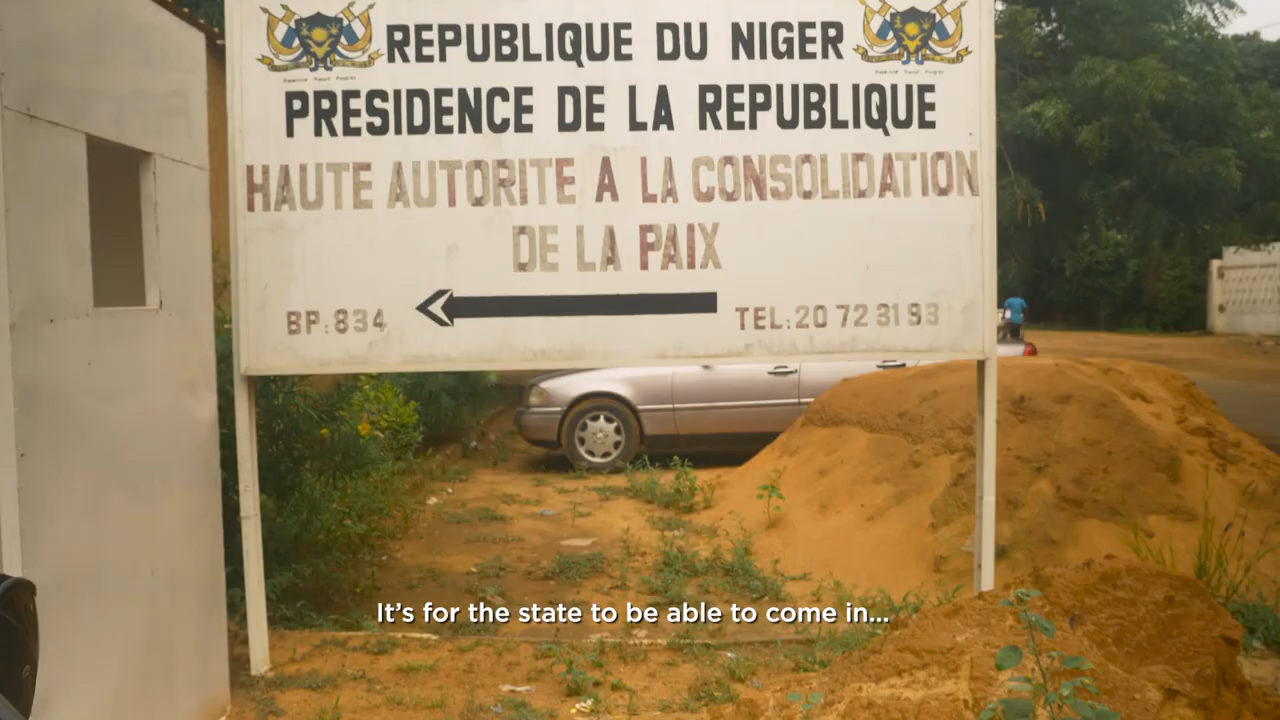 REPUBLIQUE DU NIGER
PRESIDENCE DE LA REPUBLIQUE
HAUTE AUTORITE A LA CONSOLIDATION
DE LA PAIX
BP:834
TEL:20 72 31 93
It's for the state to be able to come in...